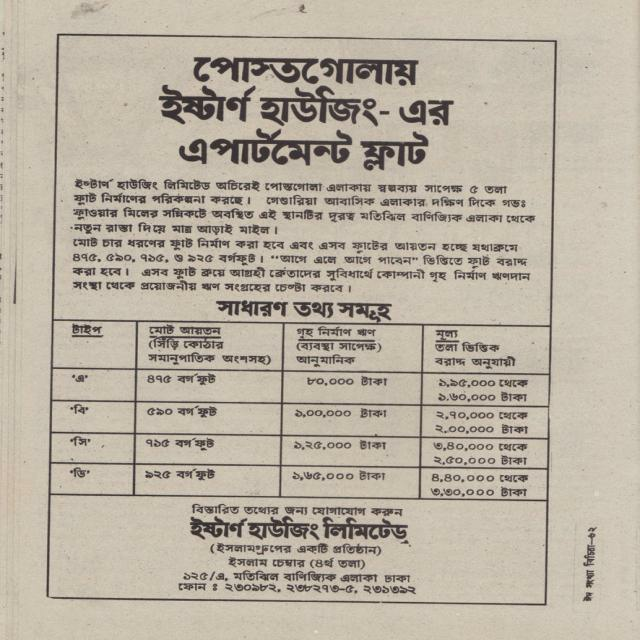 পোস্তগোলায়
ইষ্টার্ণ হাউজিং- এর
এপার্টমেন্ট ফ্লাট
ইষ্টার্ণ হাউজিং লিমিটেড অচিরেই পোস্তগোলা এলাকায় স্বল্পব্যয় সাপেক্ষ ৫ তলা
ফ্লাট নির্মাণের পরিকল্পনা করছে। গেন্ডারিয়া আবাসিক এলাকার দক্ষিণ দিকে গভঃ
ফ্লাওয়ার মিলের সন্নিকটে অবস্থিত এই স্থানটির দূরত্ব মতিঝিল বাণিজ্যিক এলাকা থেকে
নতুন রাস্তা দিয়ে মাত্র আড়াই মাইল।
মোট চার ধরণের ফ্লাট নির্মাণ করা হবে এবং এসব ফ্লাটের আয়তন হচ্ছে যথাক্রমে
৪৭৫, ৫৯০, ৭১৫, ও ৯২৫ বর্গফুট। "আগে এলে আগে পাবেন" ভিত্তিতে ফ্লাট বরাদ্দ
করা হবে। এসব ফ্লাট ক্রয়ে আগ্রহী ক্রেতাদের সুবিধার্থে কোম্পানী গৃহ নির্মাণ ঋণদান
সংস্থা থেকে প্রয়োজনীয় ঋণ সংগ্রহের চেষ্টা করবে।
সাধারণ তথ্য সমূহ
টাইপ মোট আয়তন গৃহ নির্মাণ ঋণ মূল্য
(সিঁড়ি কোঠার (ব্যবস্থা সাপেক্ষ) তলা ভিত্তিক
সমানুপাতিক অংশসহ) আনুমানিক বরাদ্দ অনুযায়ী
'এ' ৪৭৫ বর্গফুট ৮০,০০০ টাকা ১,৯৫,০০০ থেকে
১,৬০,০০০ টাকা
'বি' ৫৯০ বর্গফুট ১,০০,০০০ টাকা ২,৭০,০০০ থেকে
২,০০,০০০ টাকা
'সি' ৭১৫ বর্গফুট ১,২৫,০০০ টাকা ৩,৪০,০০০ থেকে
২,৫০,০০০ টাকা
'ডি' ৯২৫ বর্গফুট ১,৬৫,০০০ টাকা ৪,৪০,০০০ থেকে
৩,৩০,০০০ টাকা
বিস্তারিত তথ্যের জন্য যোগাযোগ করুন
ইষ্টার্ণ হাউজিং লিমিটেড
(ইসলামগ্রুপের একটি প্রতিষ্ঠান)
ইসলাম চেম্বার (৪র্থ তলা)
১২৫/এ, মতিঝিল বাণিজ্যিক এলাকা ঢাকা
ফোন : ২৩০৯৮২, ২৩৮২৭৩-৫, ২৩১৩৯২
ঈদ সংখ্যা বিচিত্রা-৬২